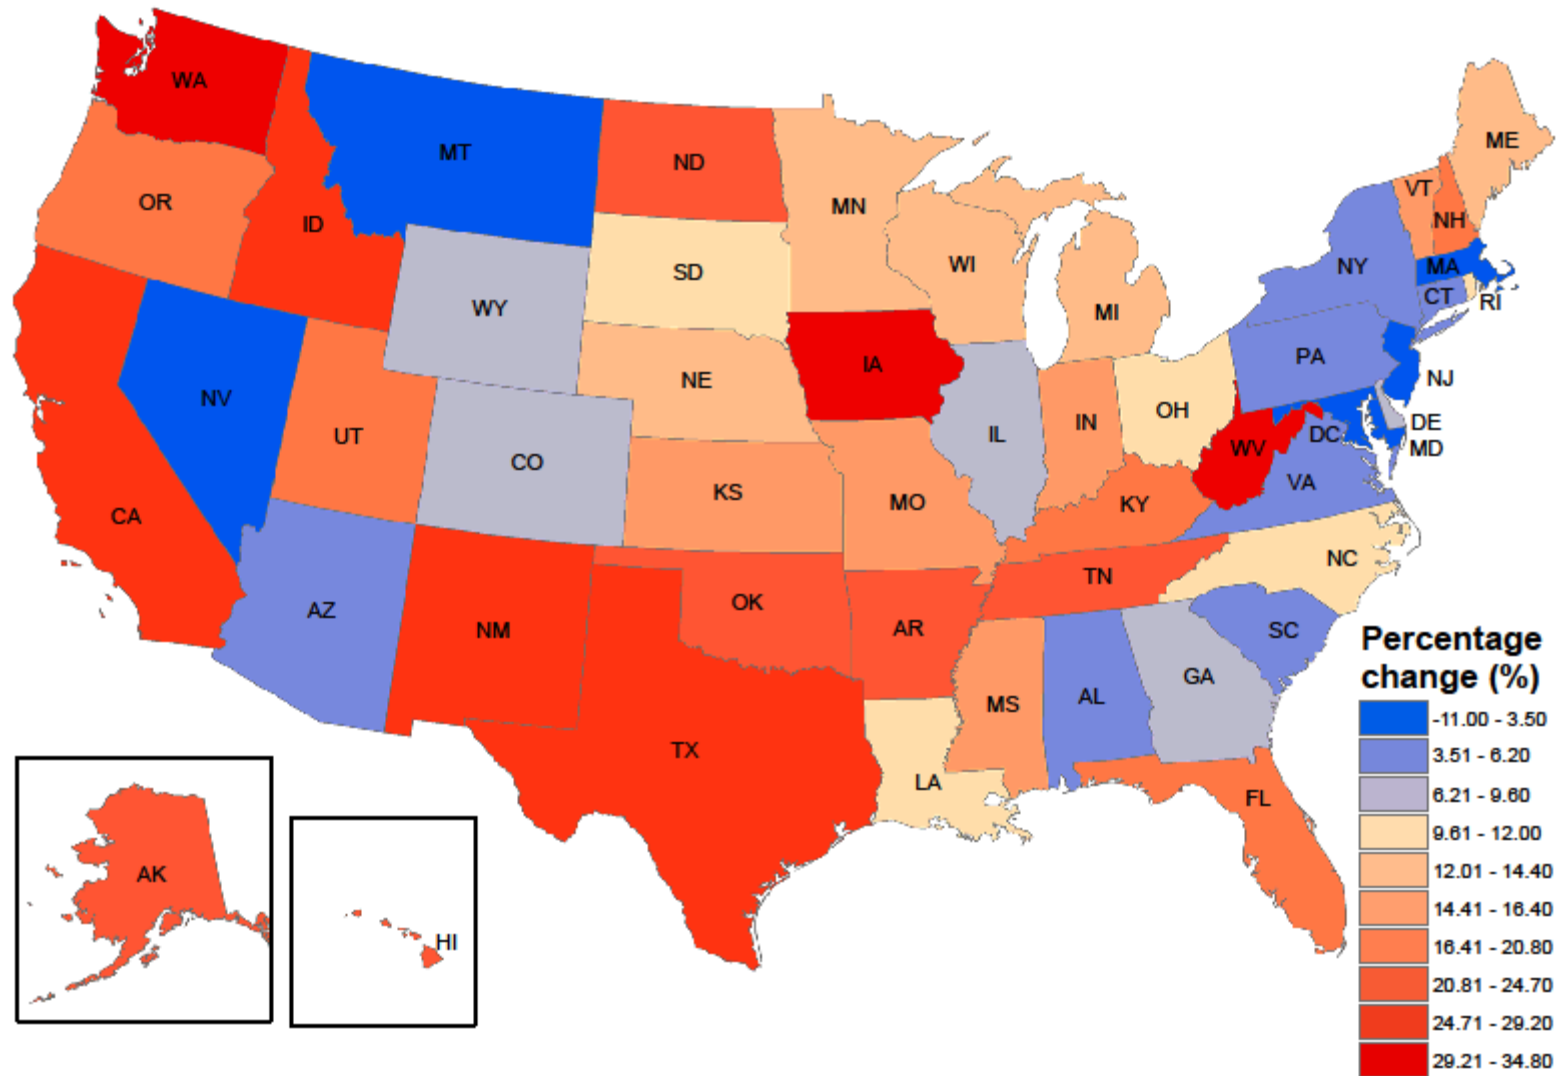 WA
MT
ND
MN
ME
OR
ID
VT
NH
WI
NY
MA
SD
CT
RI
WY
MI
PA
IA
NE
NJ
NV
OH
IN
DE
UT
IL
DC
MD
CO
WV
VA
KS
MO
KY
CA
NC
TN
AZ
OK
AR
NM
SC
GA
AL
MS
TX
LA
FL
AK
HI
Percentage
change (%)
-11.00 - 3.50
3.51 - 6.20
6.21 - 9.60
9.61 - 12.00
12.01 - 14.40
14.41 - 16.40
16.41 - 20.80
20.81 - 24.70
24.71 - 29.20
29.21 - 34.80